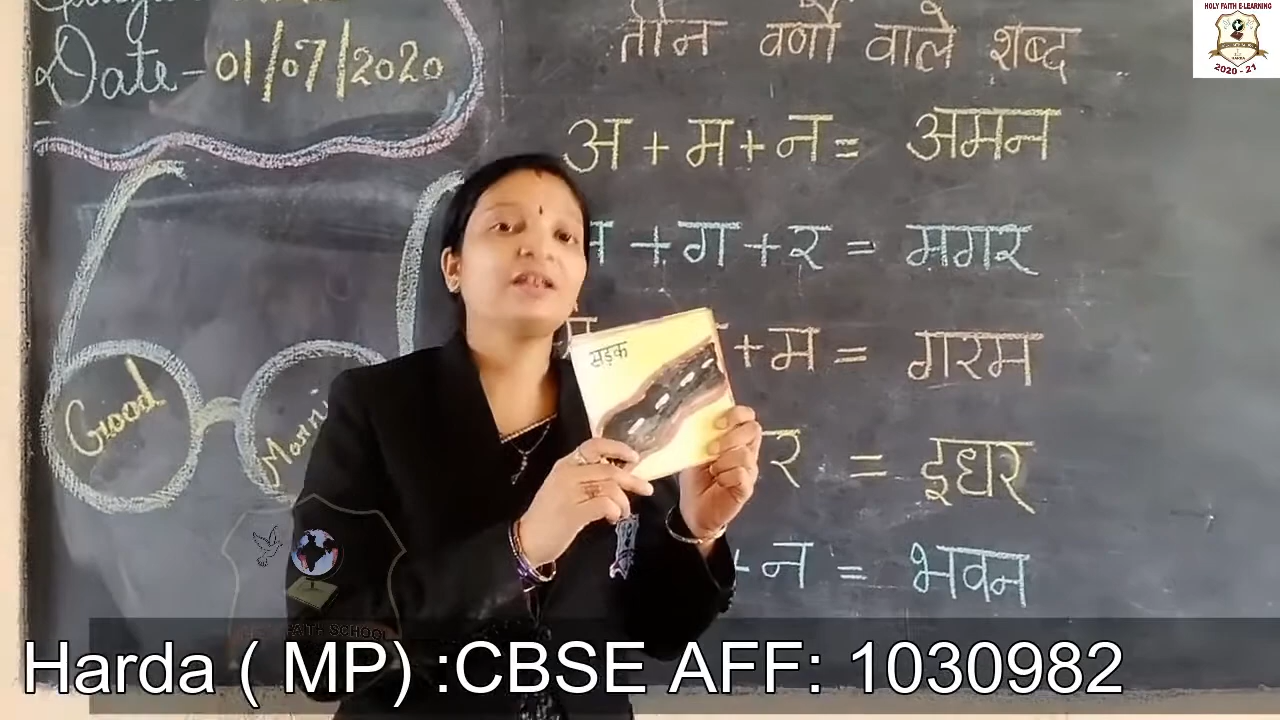 Date - 01/07/2020
तीन वर्णों वाले शब्द
अ + म + न = अमन
+ ग + र = मगर
+ म = गरम
र = इधर
+ न = भवन
Good
सड़क
HOLY FAITH E-LEARNING
2020 - 21
Harda ( MP) :CBSE AFF: 1030982